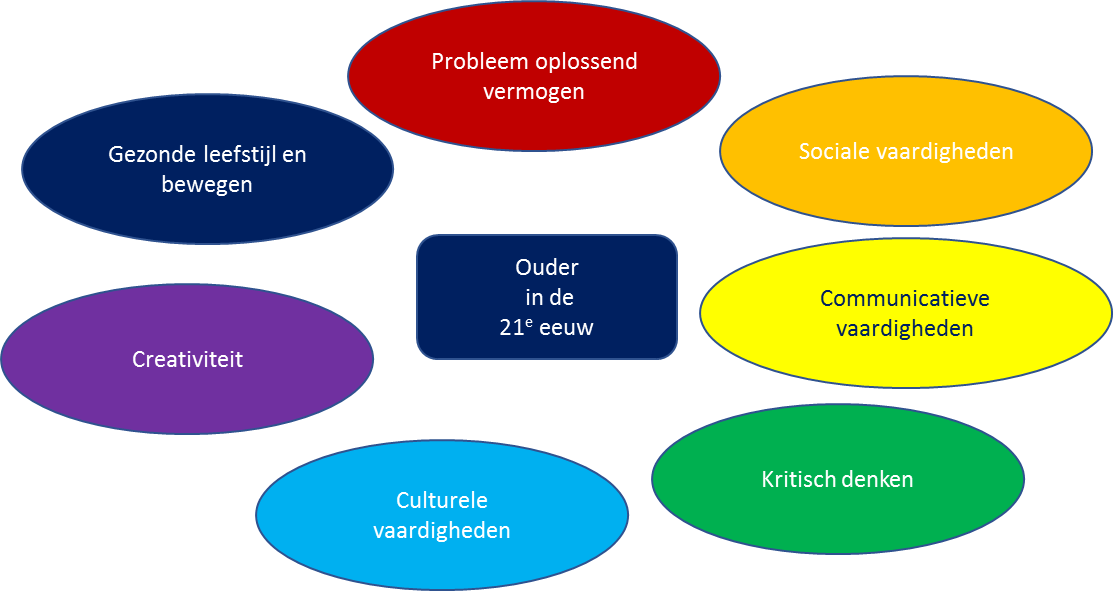 Probleem oplossend
vermogen
Sociale vaardigheden
Gezonde leefstijl en
bewegen
Ouder
in de
21e eeuw
Communicatieve
vaardigheden
Creativiteit
Kritisch denken
Culturele
vaardigheden